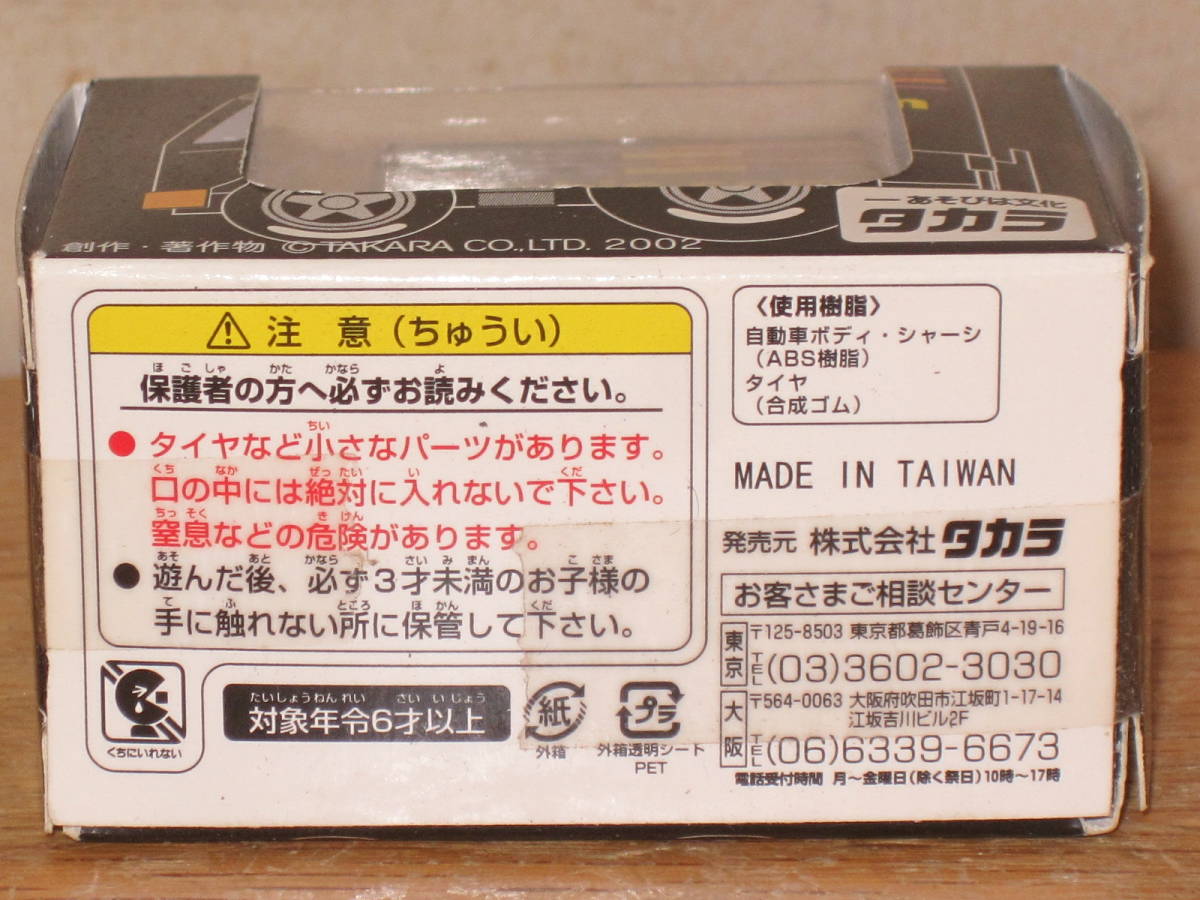 一あそびは文化
タカラ
創作・著作物 ©TAKARA CO.,LTD. 2002
注 意(ちゅうい)
ほ ご しゃ かた かなら よ
保護者の方へ必ずお読みください。
ちい
●タイヤなど小さなパーツがあります。
くち なか ぜったい い くだ
口の中には絶対に入れないで下さい。
ちっ そく き けん
窒息などの危険があります。
あそ あと かなら さい み まん こ さま
●遊んだ後、必ず3才未満のお子様の
て ふ ところ ほ かん くだ
手に触れない所に保管して下さい。
くちにいれない
たいしょうねんれい さい い じょう
対象年令6才以上
紙
外箱
プラ
外箱透明シート
PET
〈使用樹脂〉
自動車ボディ・シャーシ
(ABS樹脂)
タイヤ
(合成ゴム)
MADE IN TAIWAN
発売元 株式会社 タカラ
お客さまご相談センター
東京 〒125-8503 東京都葛飾区青戸4-19-16
TEL (03)3602-3030
大阪 〒564-0063 大阪府吹田市江坂町1-17-14
江坂吉川ビル2F
TEL (06)6339-6673
電話受付時間 月～金曜日(除く祭日)10時～17時